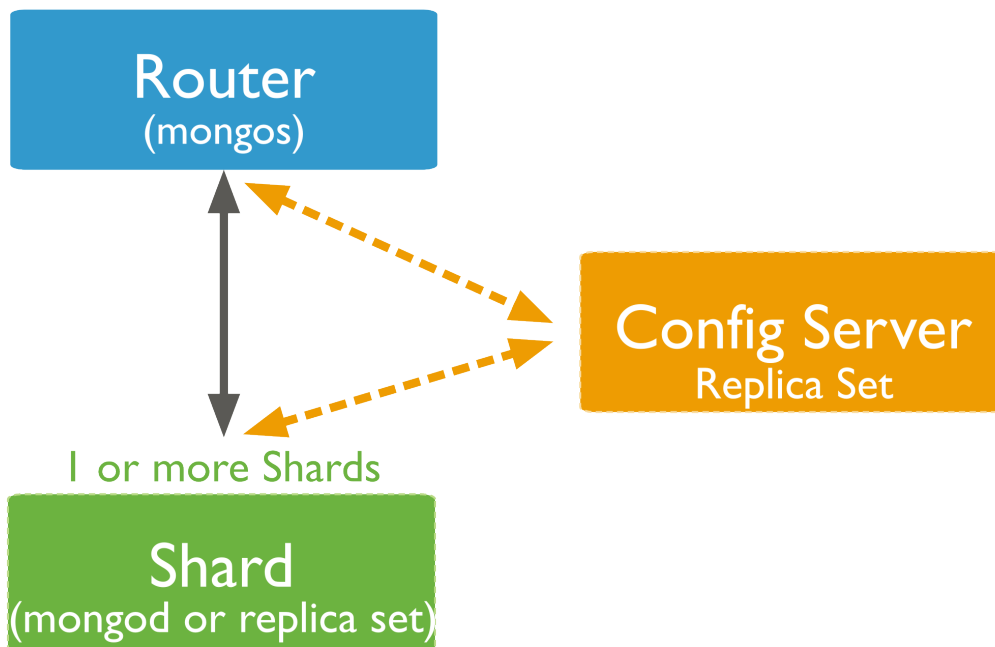 Router
(mongos)
Config Server
Replica Set
1 or more Shards
Shard
(mongod or replica set)